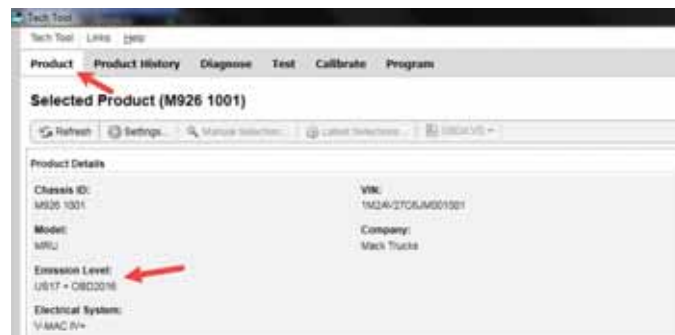 Tech Tool
Tech Tool Links Help
Product Product History Diagnose Test Calibrate Program
Selected Product (M926 1001)
Refresh Settings... Manual Selection... Latest Selections...
Product Details
Chassis ID: VIN:
M926 1001
Model: Company:
MRU Mack Trucks
Emission Level:
US17 + OBD2016
Electrical System:
V-MAC IV+